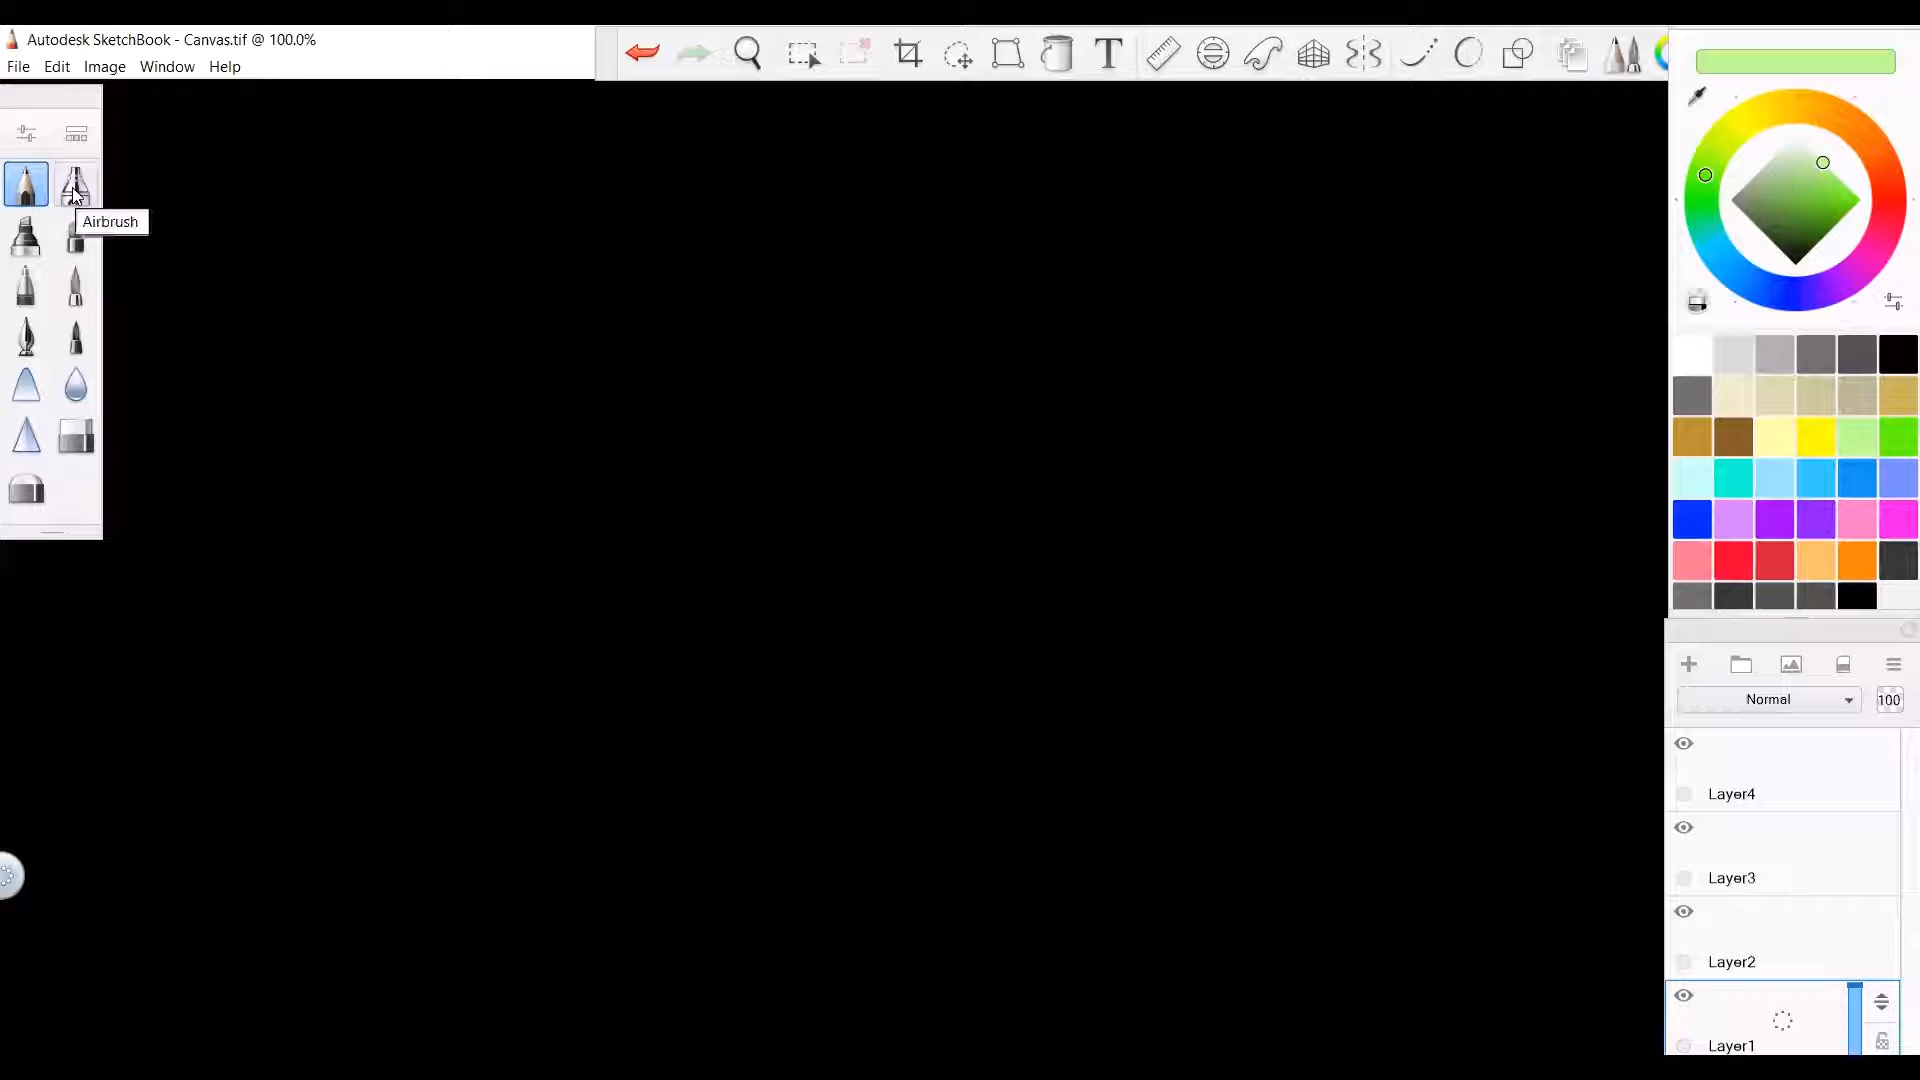 Autodesk SketchBook - Canvas.tif @ 100.0%
File Edit Image Window Help
T
Airbrush
Normal 100
Layer4
Layer3
Layer2
Layer1